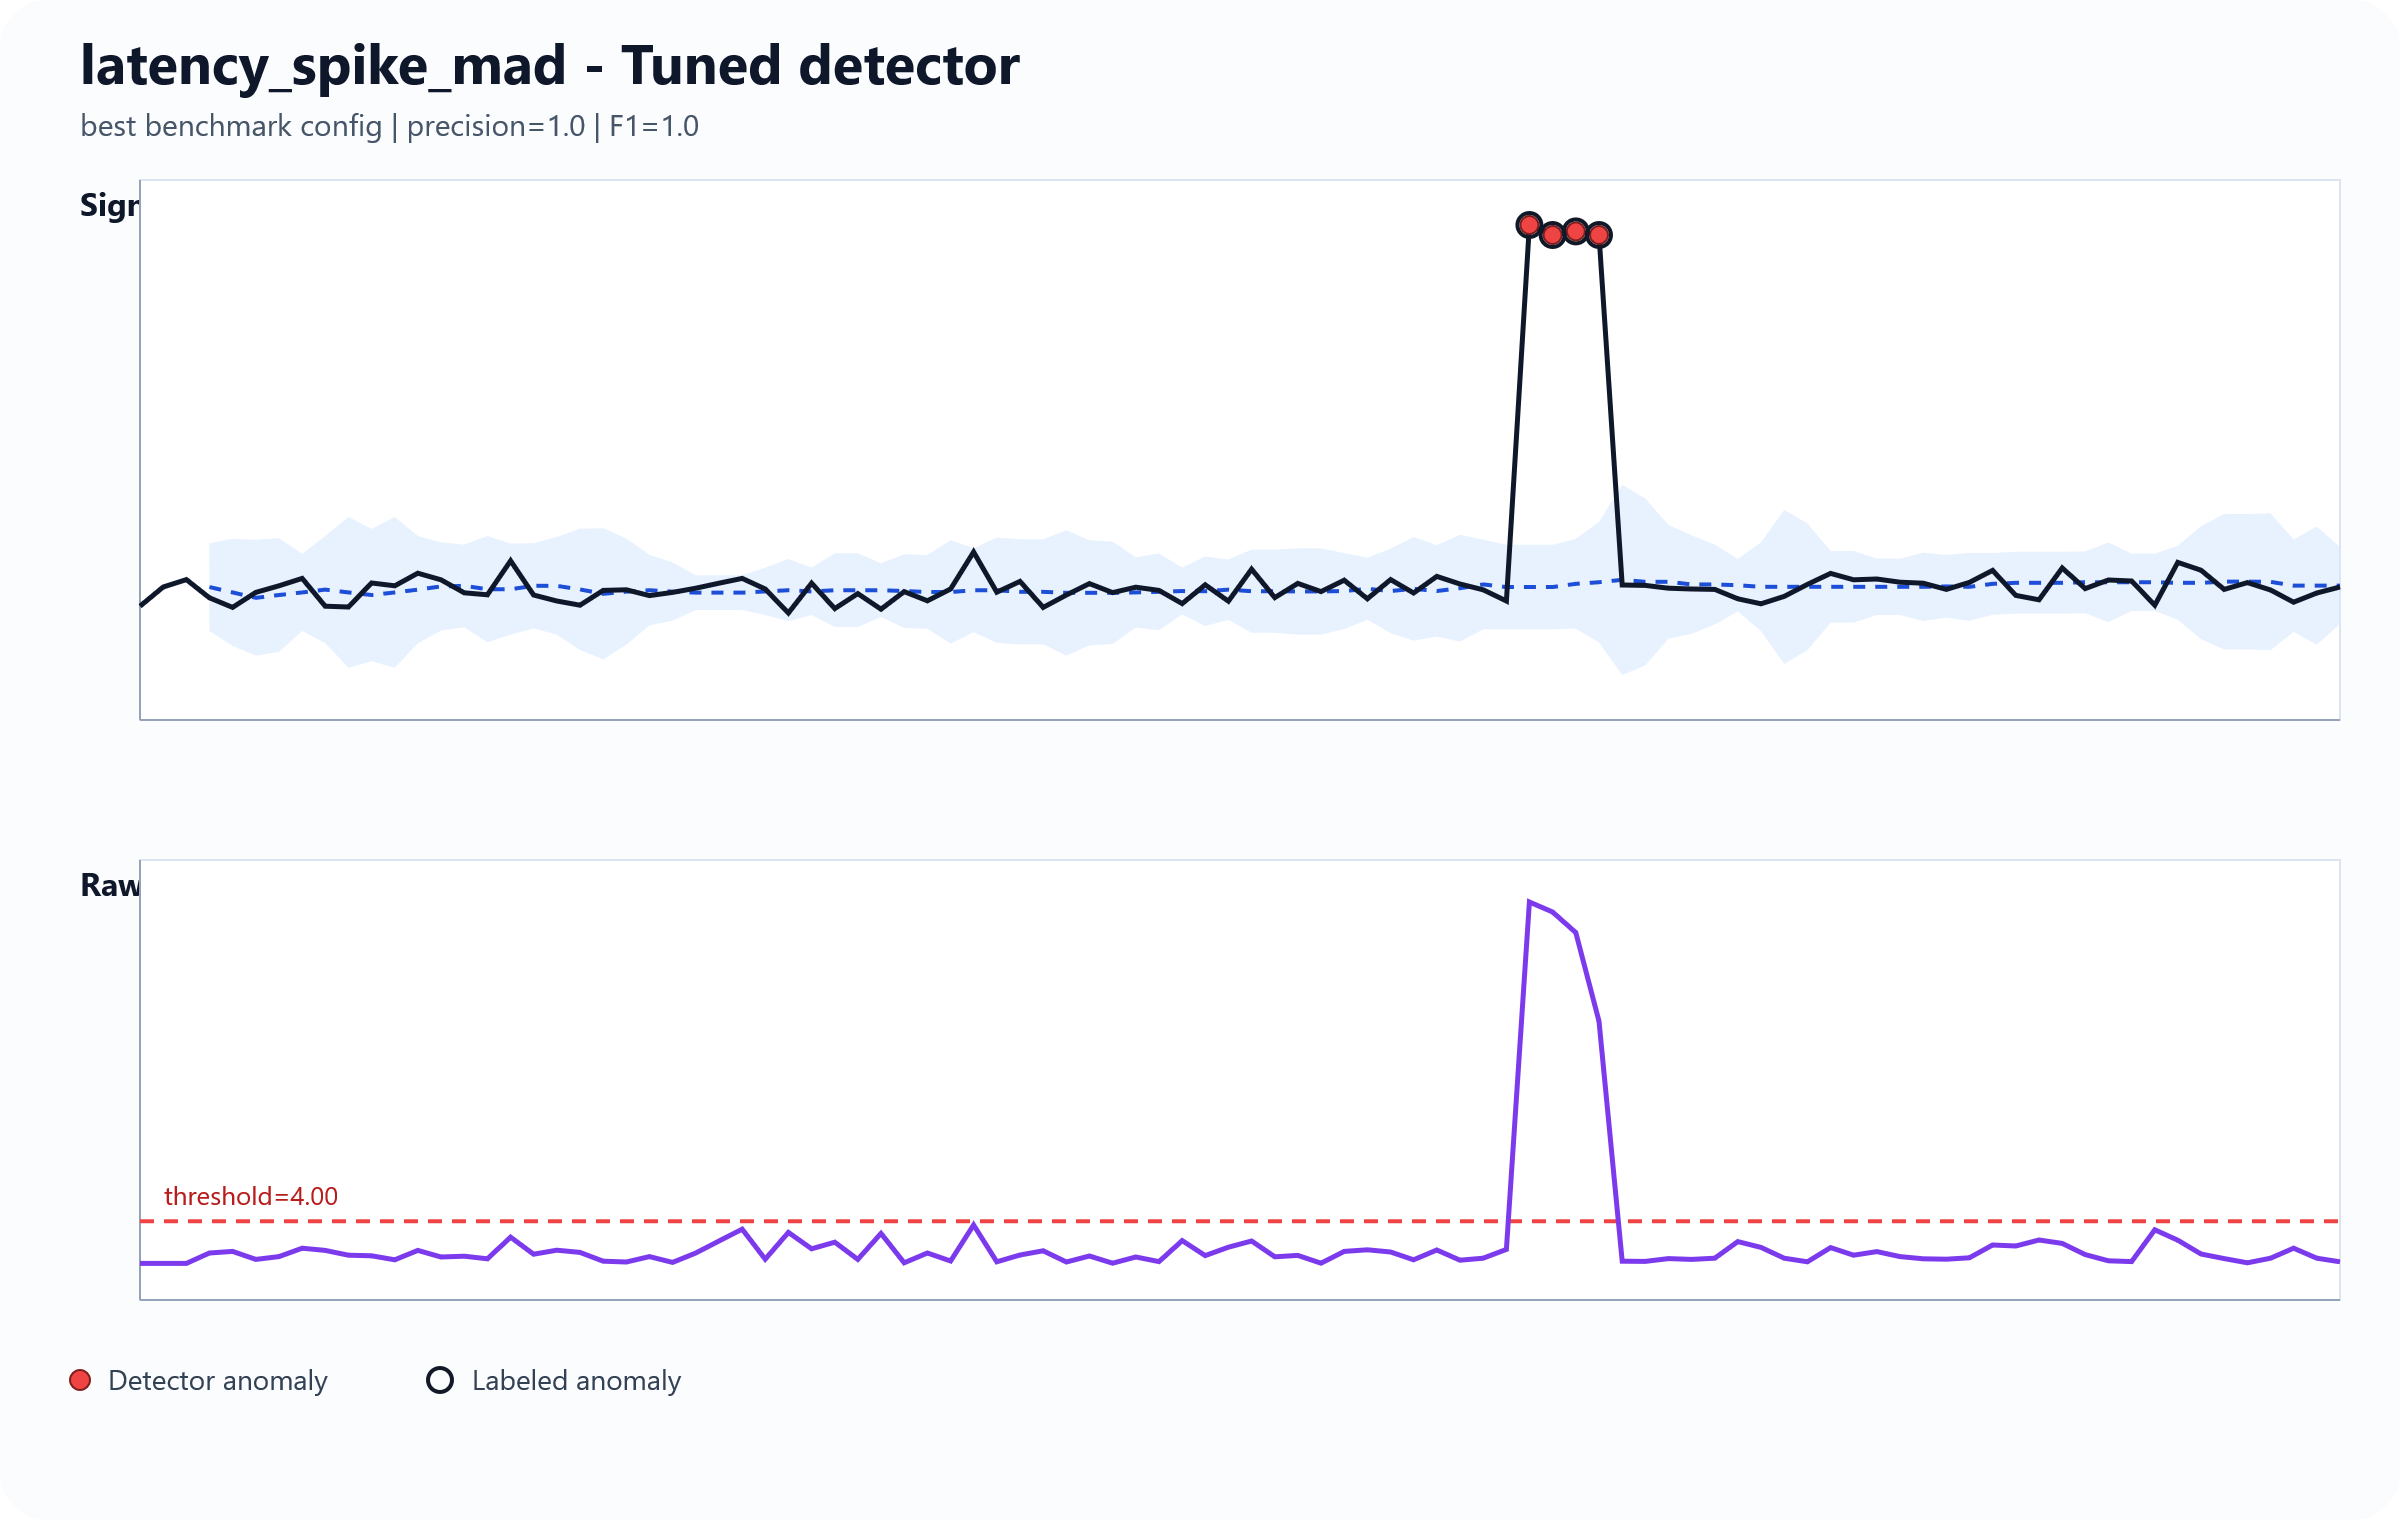 latency_spike_mad - Tuned detector
best benchmark config | precision=1.0 | F1=1.0
Sign
Raw
threshold=4.00
Detector anomaly
Labeled anomaly